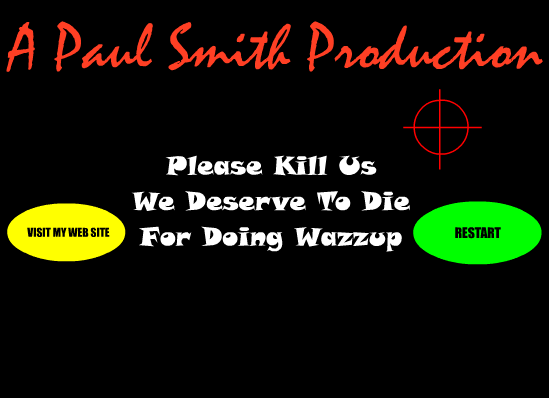 A Paul Smith Production
Please Kill Us
We Deserve To Die
For Doing Wazzup
VISIT MY WEB SITE
RESTART